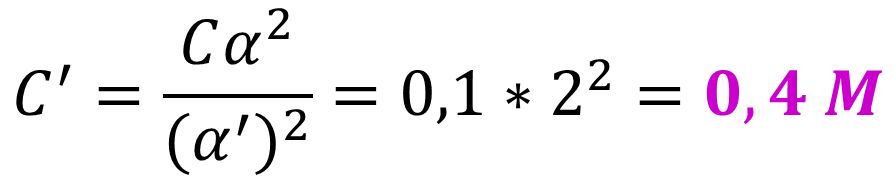 C′ = Cα² / (α′)² = 0,1 * 2² = 0,4 M